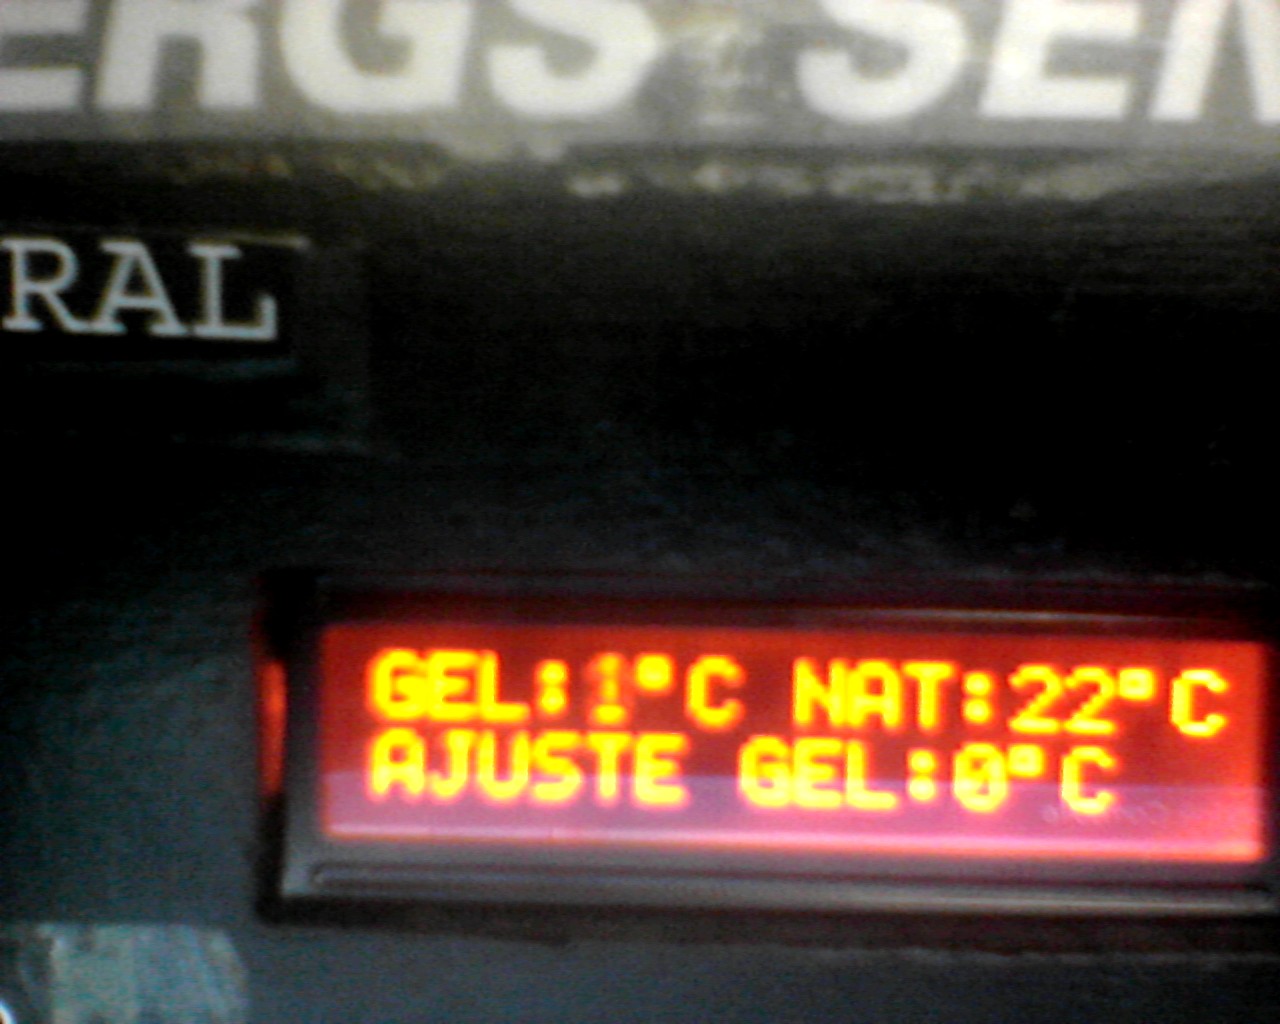 ERGS SEN
RAL
GEL:1°C NAT:22°C
AJUSTE GEL:0°C